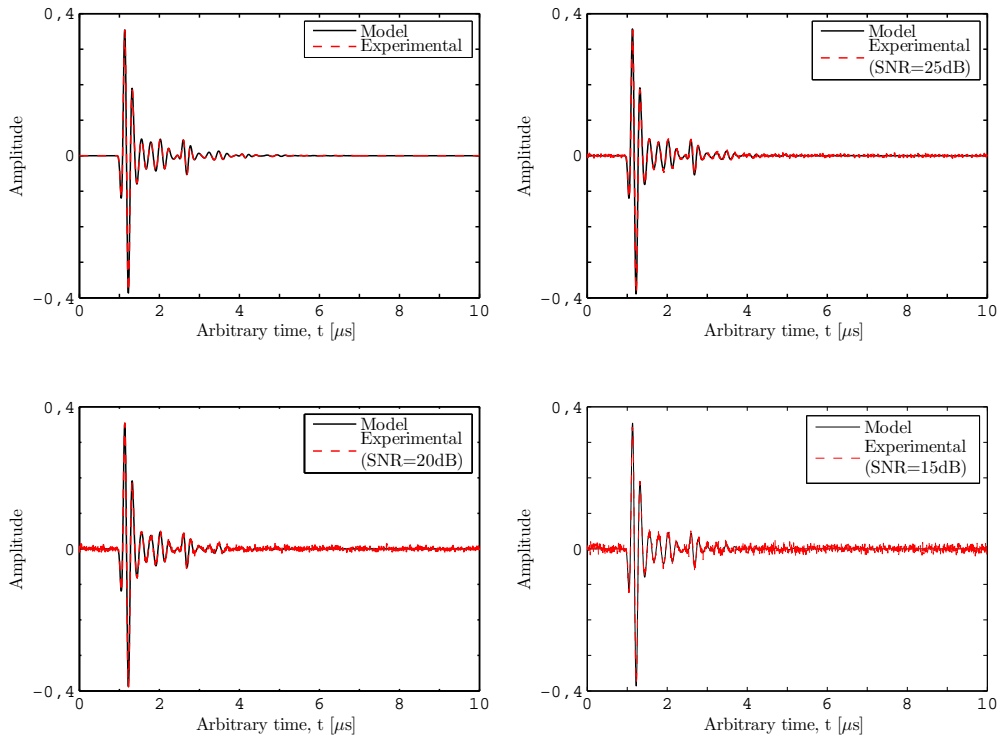 0,4
Model
Experimental
Amplitude
0
-0,4
0 2 4 6 8 10
Arbitrary time, t [μs]
0,4
Model
Experimental
(SNR=25dB)
Amplitude
0
-0,4
0 2 4 6 8 10
Arbitrary time, t [μs]
0,4
Model
Experimental
(SNR=20dB)
Amplitude
0
-0,4
0 2 4 6 8 10
Arbitrary time, t [μs]
0,4
Model
Experimental
(SNR=15dB)
Amplitude
0
-0,4
0 2 4 6 8 10
Arbitrary time, t [μs]